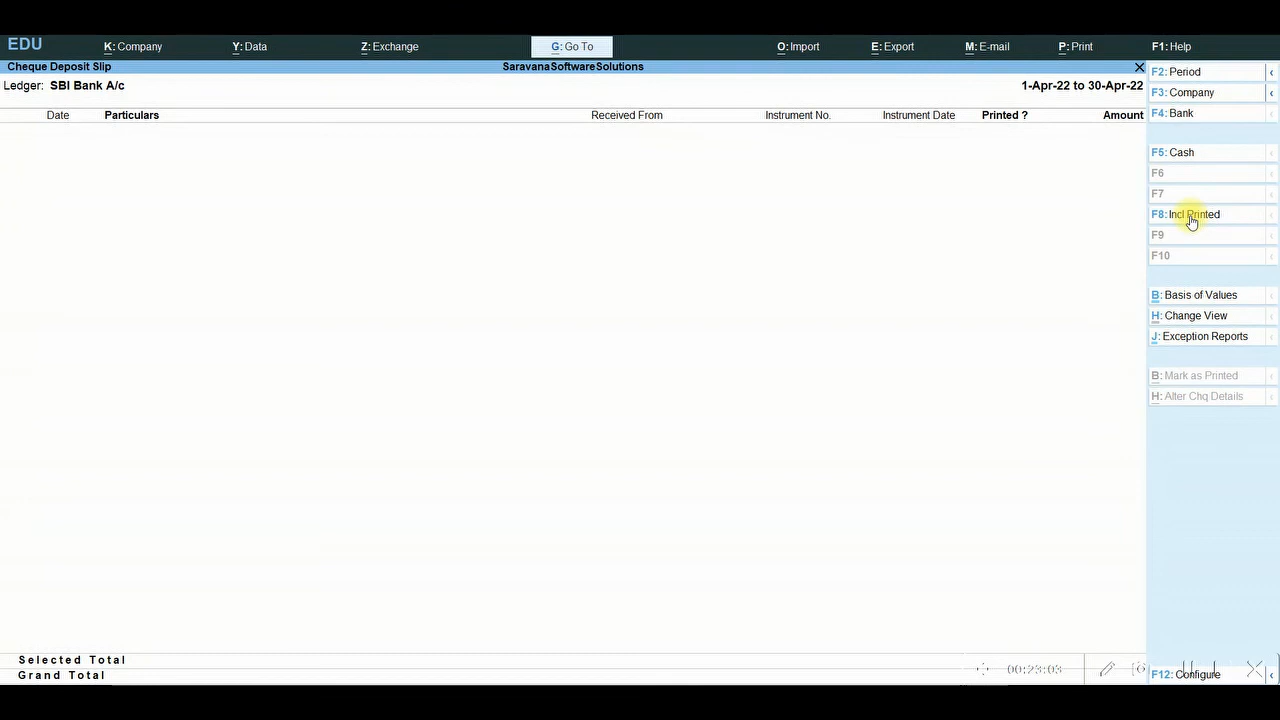 EDU K: Company Y: Data Z: Exchange G: Go To O: Import E: Export M: E-mail P: Print F1: Help
Cheque Deposit Slip SaravanaSoftwareSolutions
Ledger: SBI Bank A/c 1-Apr-22 to 30-Apr-22
Date Particulars Received From Instrument No. Instrument Date Printed ? Amount
F2: Period
F3: Company
F4: Bank
F5: Cash
F6
F7
F8: Incl Printed
F9
F10
B: Basis of Values
H: Change View
J: Exception Reports
B: Mark as Printed
H: Alter Chq Details
Selected Total
Grand Total
00:23:03
F12: Configure